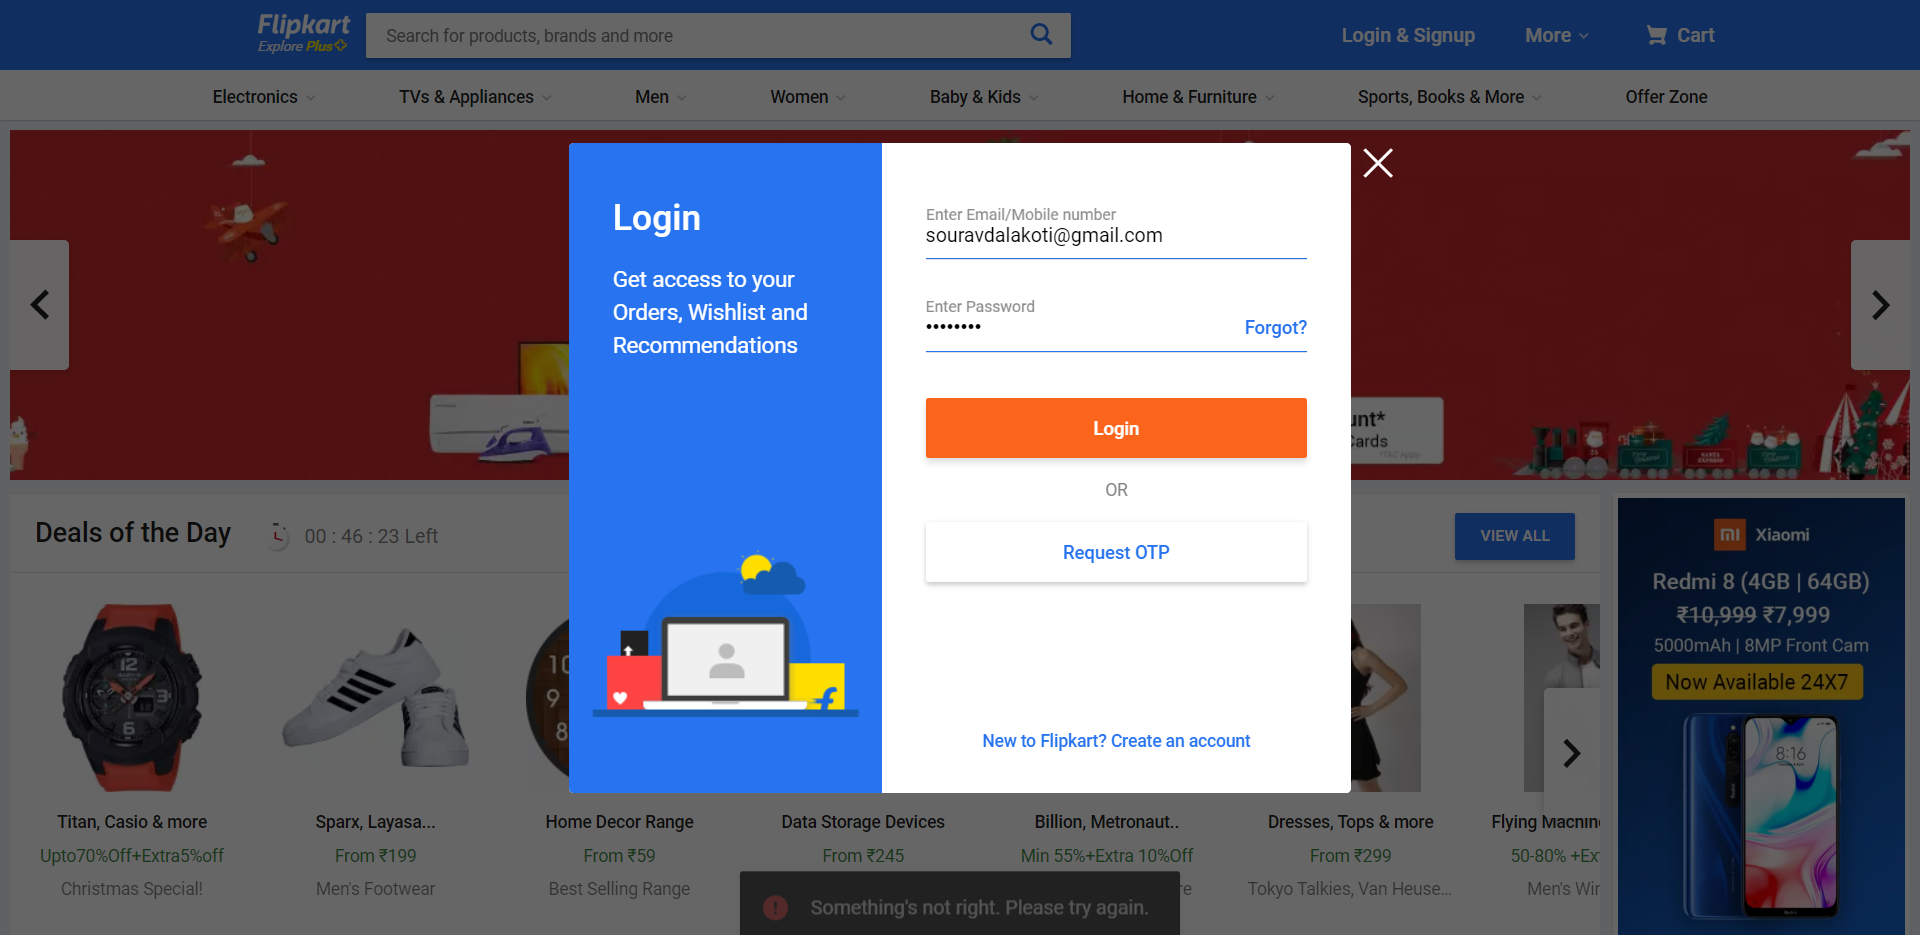 Flipkart
Explore Plus
Search for products, brands and more
Login & Signup
More
Cart
Electronics
TVs & Appliances
Men
Women
Baby & Kids
Home & Furniture
Sports, Books & More
Offer Zone
Login
Get access to your
Orders, Wishlist and
Recommendations
Enter Email/Mobile number
souravdalakoti@gmail.com
Enter Password
••••••••
Forgot?
Login
OR
Request OTP
New to Flipkart? Create an account
unt*
Cards
*T&C Apply.
Deals of the Day
00 : 46 : 23 Left
VIEW ALL
Titan, Casio & more
Upto70%Off+Extra5%off
Christmas Special!
Sparx, Layasa...
From ₹199
Men's Footwear
Home Decor Range
From ₹59
Best Selling Range
Data Storage Devices
From ₹245
Billion, Metronaut..
Min 55%+Extra 10%Off
re
Dresses, Tops & more
From ₹299
Tokyo Talkies, Van Heuse...
Flying Machine
50-80% +Ex
Men's Wir
mi Xiaomi
Redmi 8 (4GB | 64GB)
₹10,999 ₹7,999
5000mAh | 8MP Front Cam
Now Available 24X7
8:16
Something's not right. Please try again.